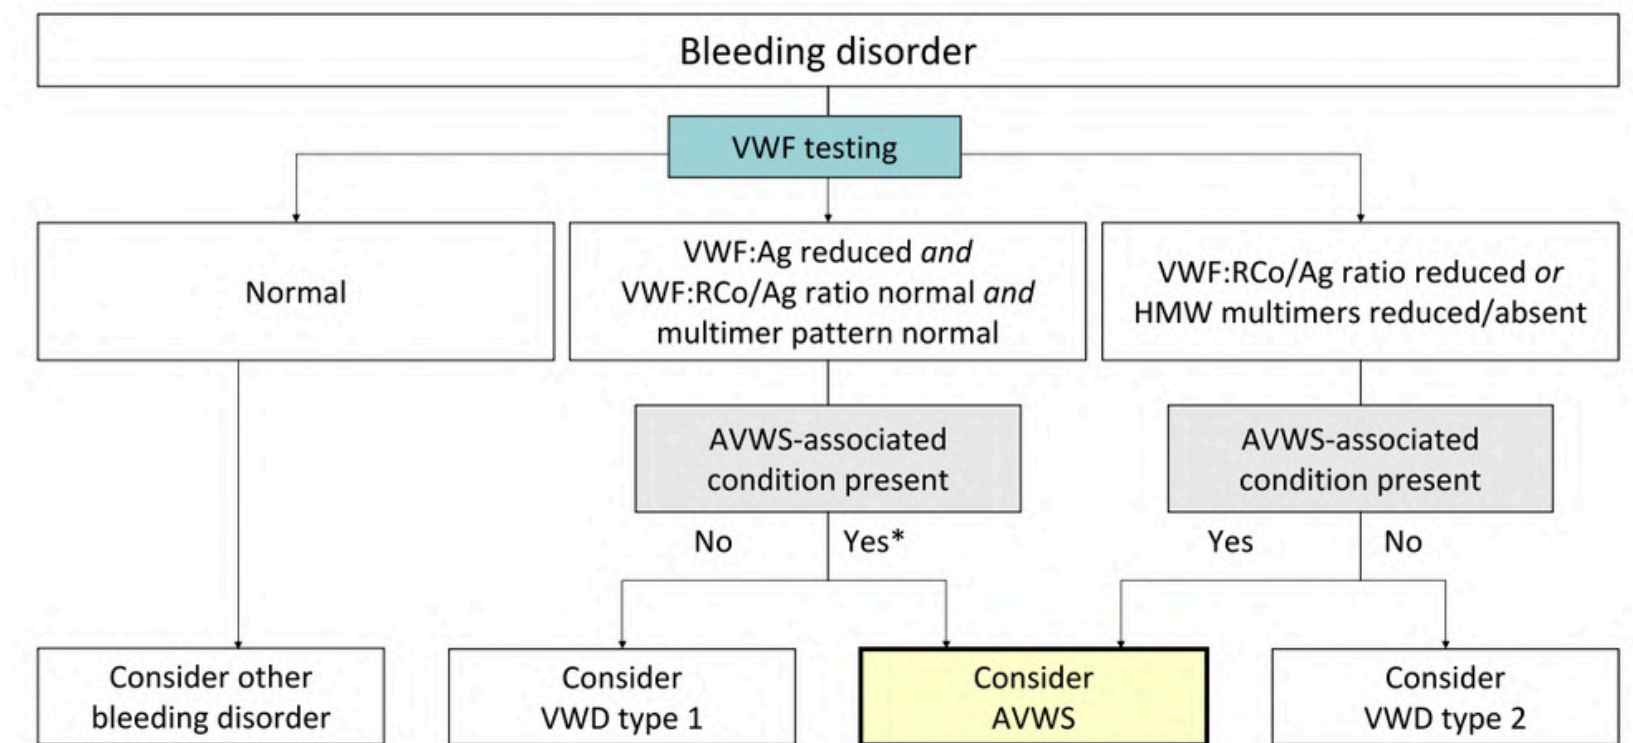 Bleeding disorder
VWF testing
Normal
VWF:Ag reduced and
VWF:RCo/Ag ratio normal and
multimer pattern normal
VWF:RCo/Ag ratio reduced or
HMW multimers reduced/absent
AVWS-associated
condition present
AVWS-associated
condition present
No
Yes*
Yes
No
Consider other
bleeding disorder
Consider
VWD type 1
Consider
AVWS
Consider
VWD type 2